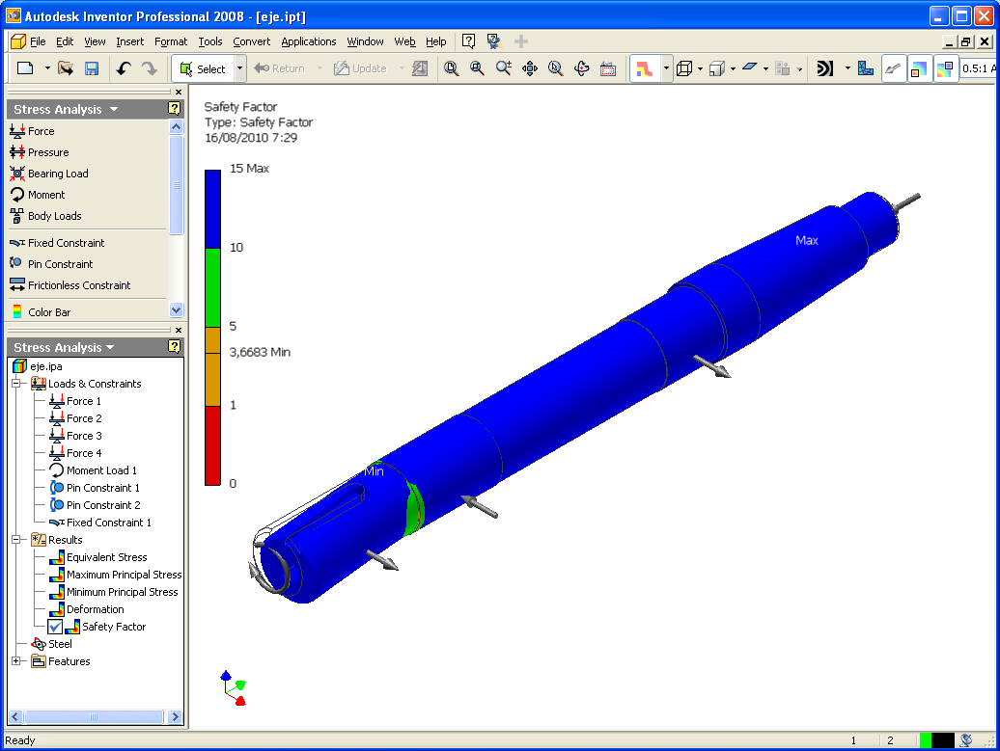 Autodesk Inventor Professional 2008 - [eje.ipt]
File Edit View Insert Format Tools Convert Applications Window Web Help
Select Return Update 0.5:1
Stress Analysis
Force
Pressure
Bearing Load
Moment
Body Loads
Fixed Constraint
Pin Constraint
Frictionless Constraint
Color Bar
Stress Analysis
eje.ipa
Loads & Constraints
Force 1
Force 2
Force 3
Force 4
Moment Load 1
Pin Constraint 1
Pin Constraint 2
Fixed Constraint 1
Results
Equivalent Stress
Maximum Principal Stress
Minimum Principal Stress
Deformation
Safety Factor
Steel
Features
Safety Factor
Type: Safety Factor
16/08/2010 7:29
15 Max
10
5
3,6683 Min
1
0
Max
Min
Ready
1 2